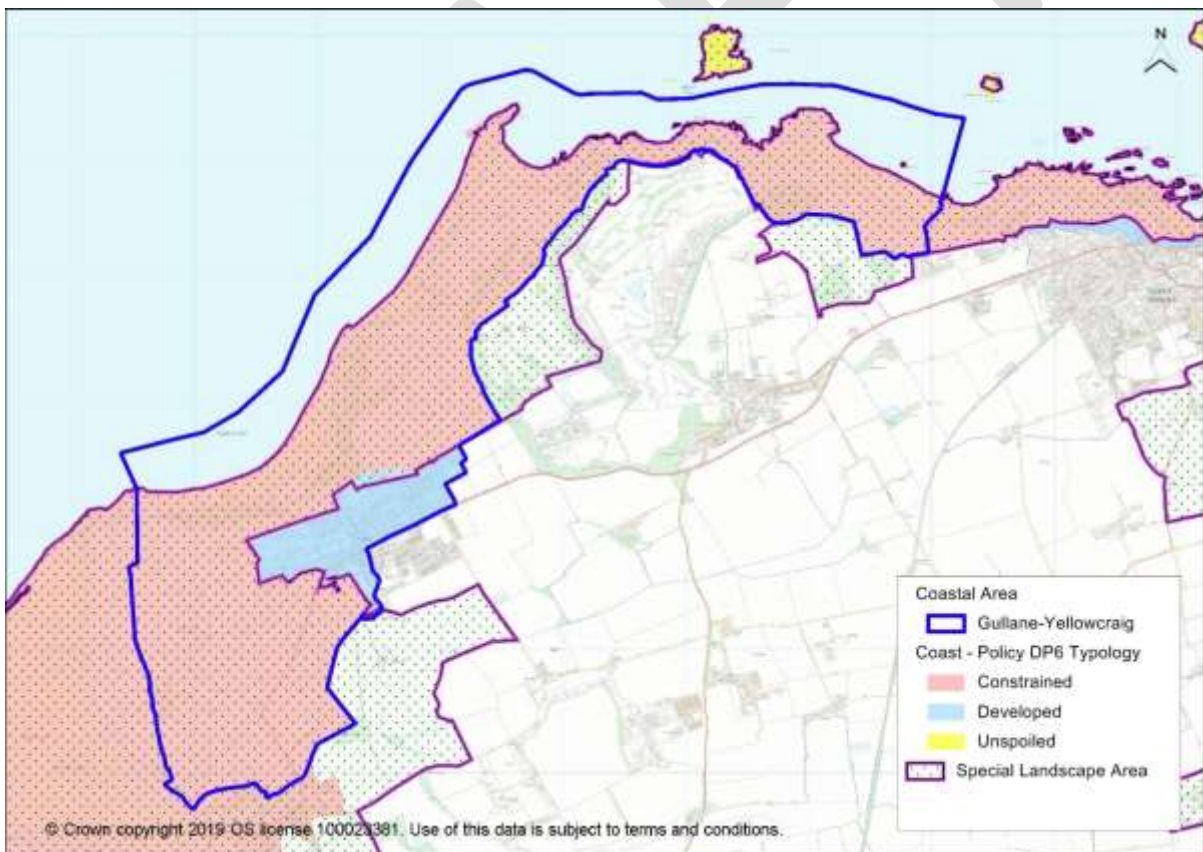 N
Coastal Area
Gullane-Yellowcraig
Coast - Policy DP6 Typology
Constrained
Developed
Unspoiled
Special Landscape Area
© Crown copyright 2019 OS license 100023381. Use of this data is subject to terms and conditions.